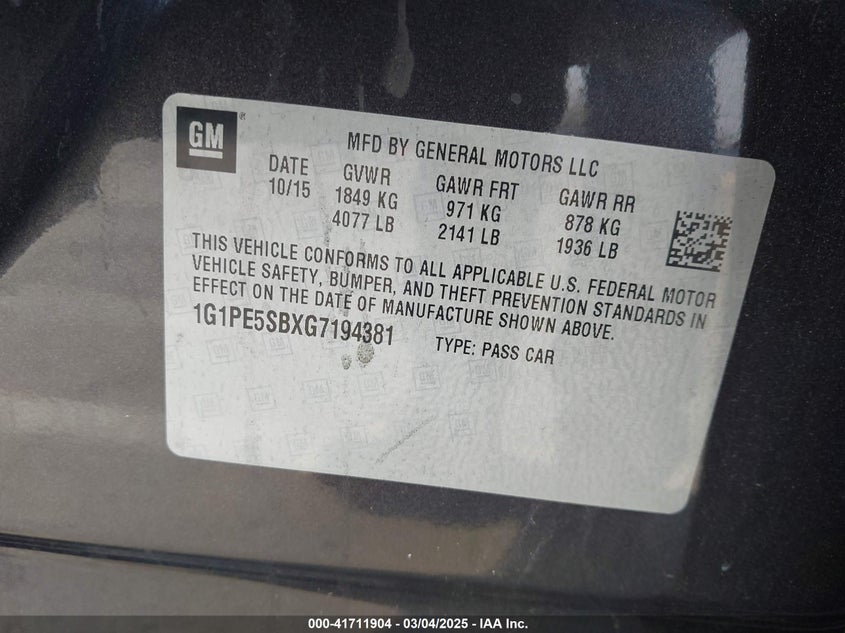 GM
MFD BY GENERAL MOTORS LLC
DATE GVWR GAWR FRT GAWR RR
10/15 1849 KG 971 KG 878 KG
4077 LB 2141 LB 1936 LB
THIS VEHICLE CONFORMS TO ALL APPLICABLE U.S. FEDERAL MOTOR
VEHICLE SAFETY, BUMPER, AND THEFT PREVENTION STANDARDS IN
EFFECT ON THE DATE OF MANUFACTURE SHOWN ABOVE.
1G1PE5SBXG7194381 TYPE: PASS CAR
000-41711904 - 03/04/2025 - IAA Inc.